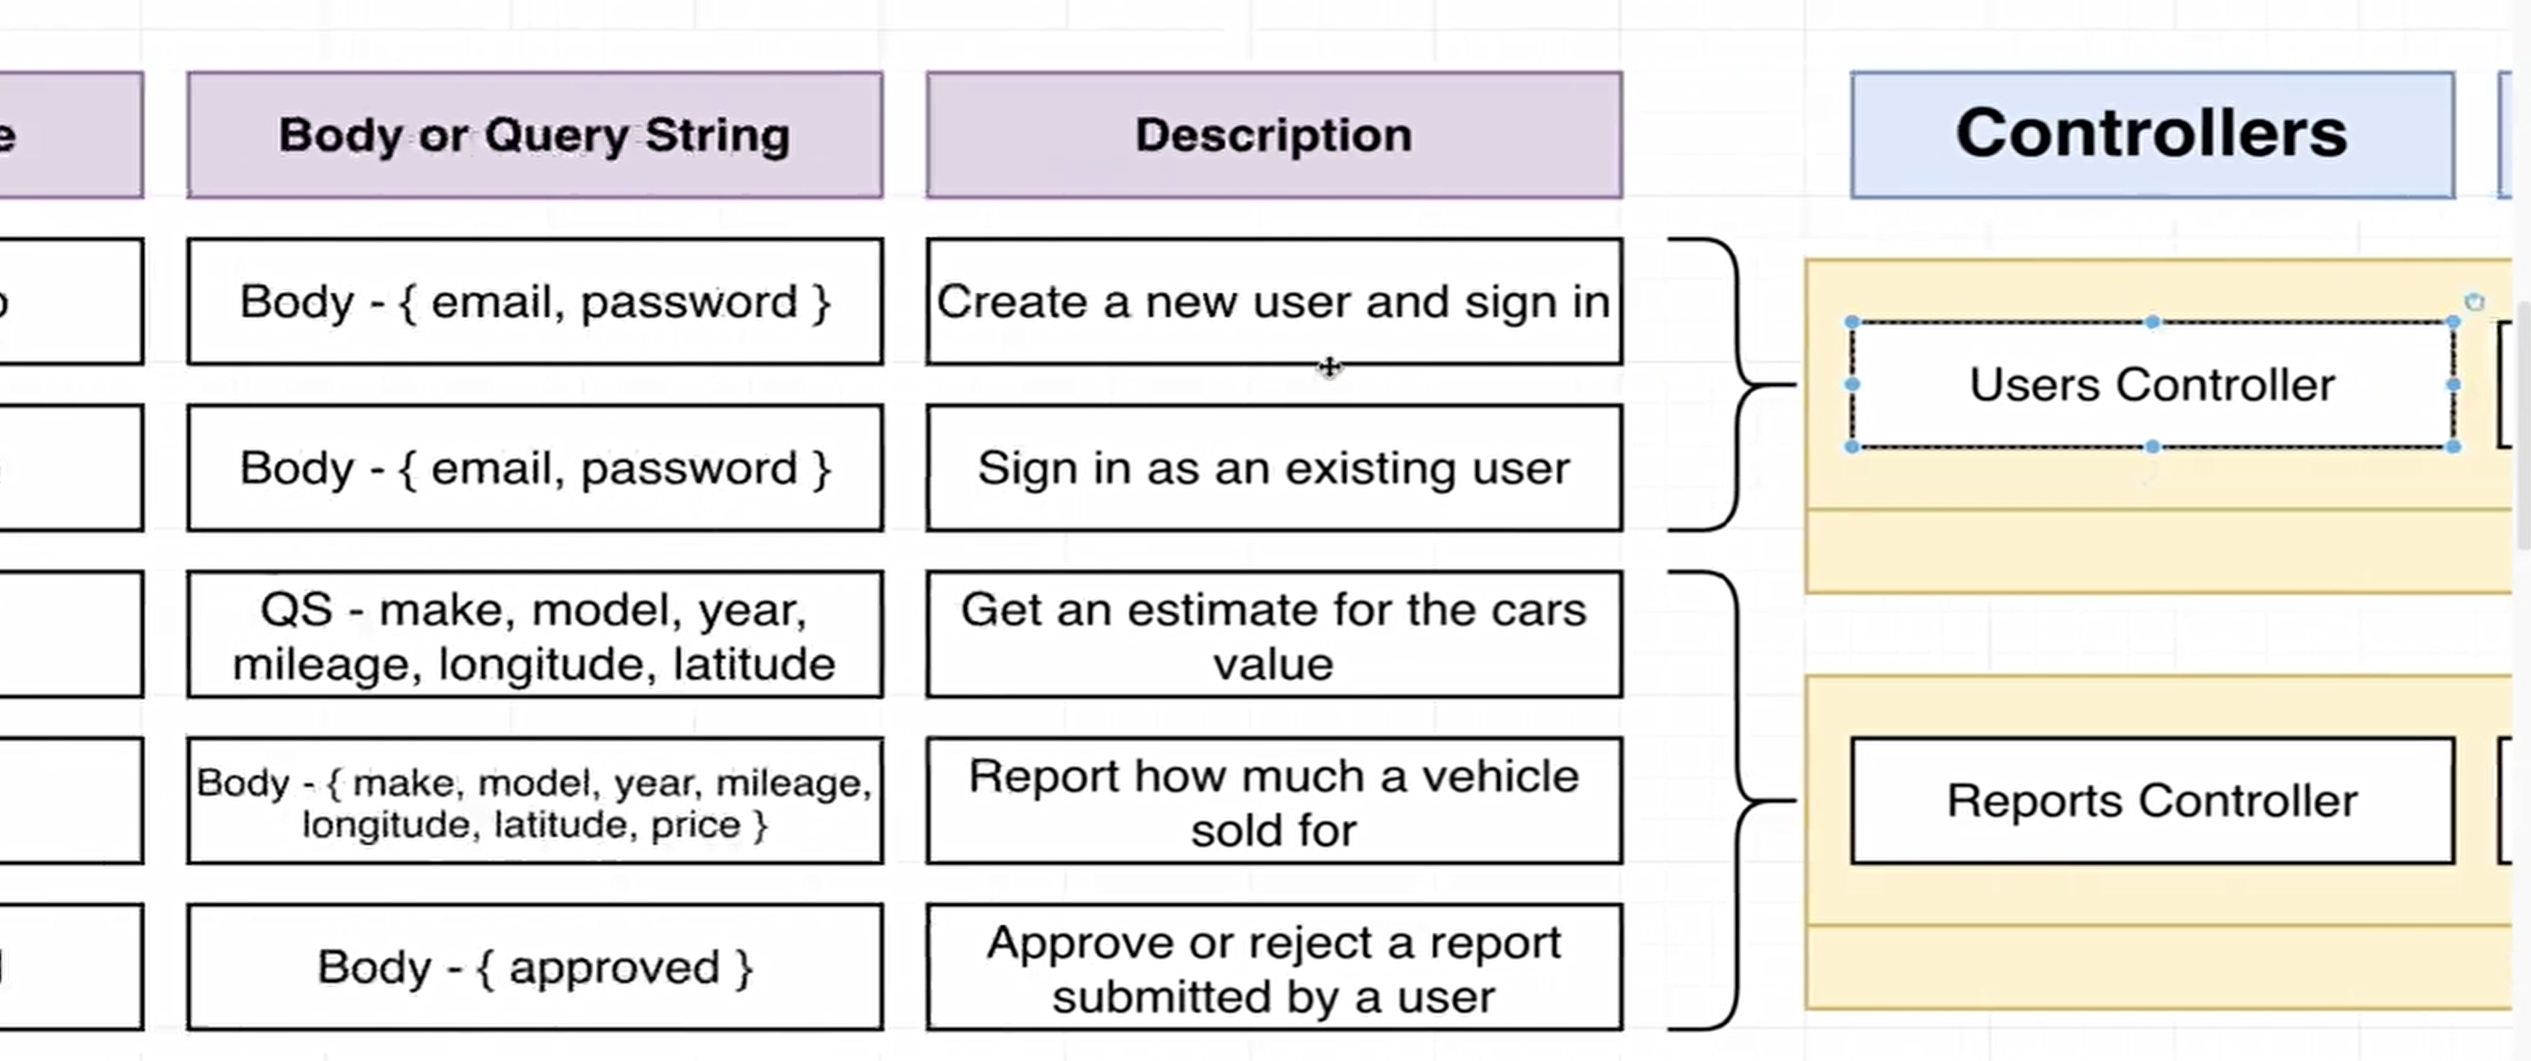 Body or Query String
Description
Controllers
Body - { email, password }
Create a new user and sign in
Users Controller
Body - { email, password }
Sign in as an existing user
QS - make, model, year,
mileage, longitude, latitude
Get an estimate for the cars
value
Body - { make, model, year, mileage,
longitude, latitude, price }
Report how much a vehicle
sold for
Reports Controller
Body - { approved }
Approve or reject a report
submitted by a user